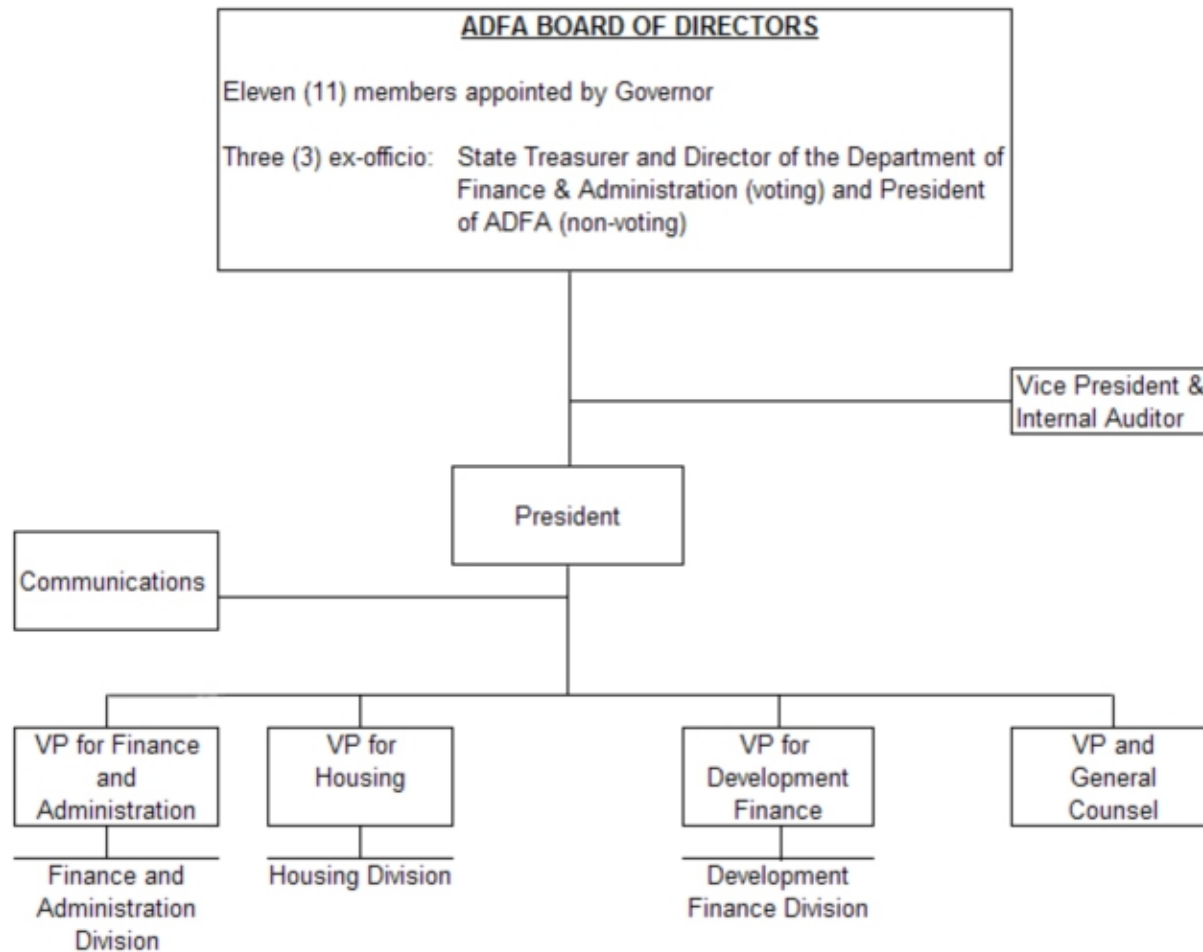 ADFA BOARD OF DIRECTORS
Eleven (11) members appointed by Governor
Three (3) ex-officio: State Treasurer and Director of the Department of
Finance & Administration (voting) and President
of ADFA (non-voting)
Vice President &
Internal Auditor
President
Communications
VP for Finance
and
Administration
VP for
Housing
VP for
Development
Finance
VP and
General
Counsel
Finance and
Administration
Division
Housing Division
Development
Finance Division